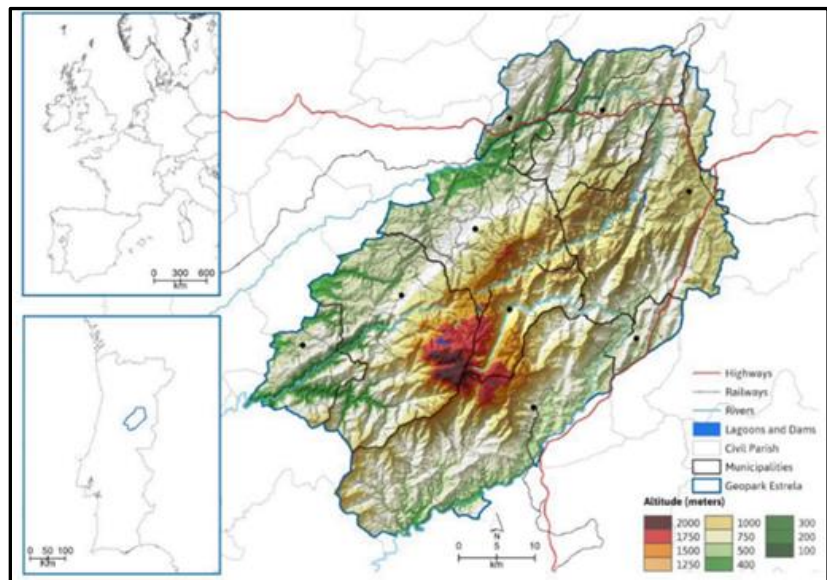 0 300 600
km
0 50 100
Km
N
0 5 10
km
Highways
Railways
Rivers
Lagoons and Dams
Civil Parish
Municipalities
Geopark Estrela
Altitude (meters)
2000 1000 300
1750 750 200
1500 500 100
1250 400